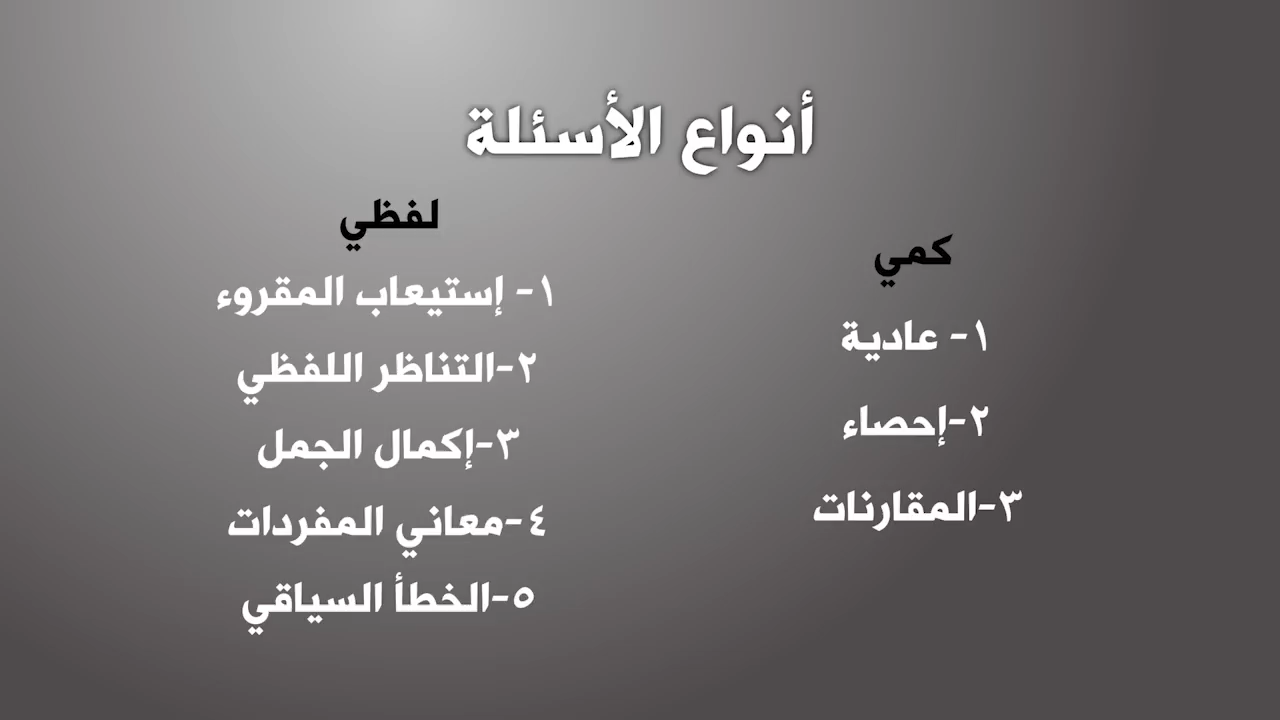 أنواع الأسئلة
كمي
١- عادية
٢-إحصاء
٣-المقارنات
لفظي
١- إستيعاب المقروء
٢-التناظر اللفظي
٣-إكمال الجمل
٤-معاني المفردات
٥-الخطأ السياقي